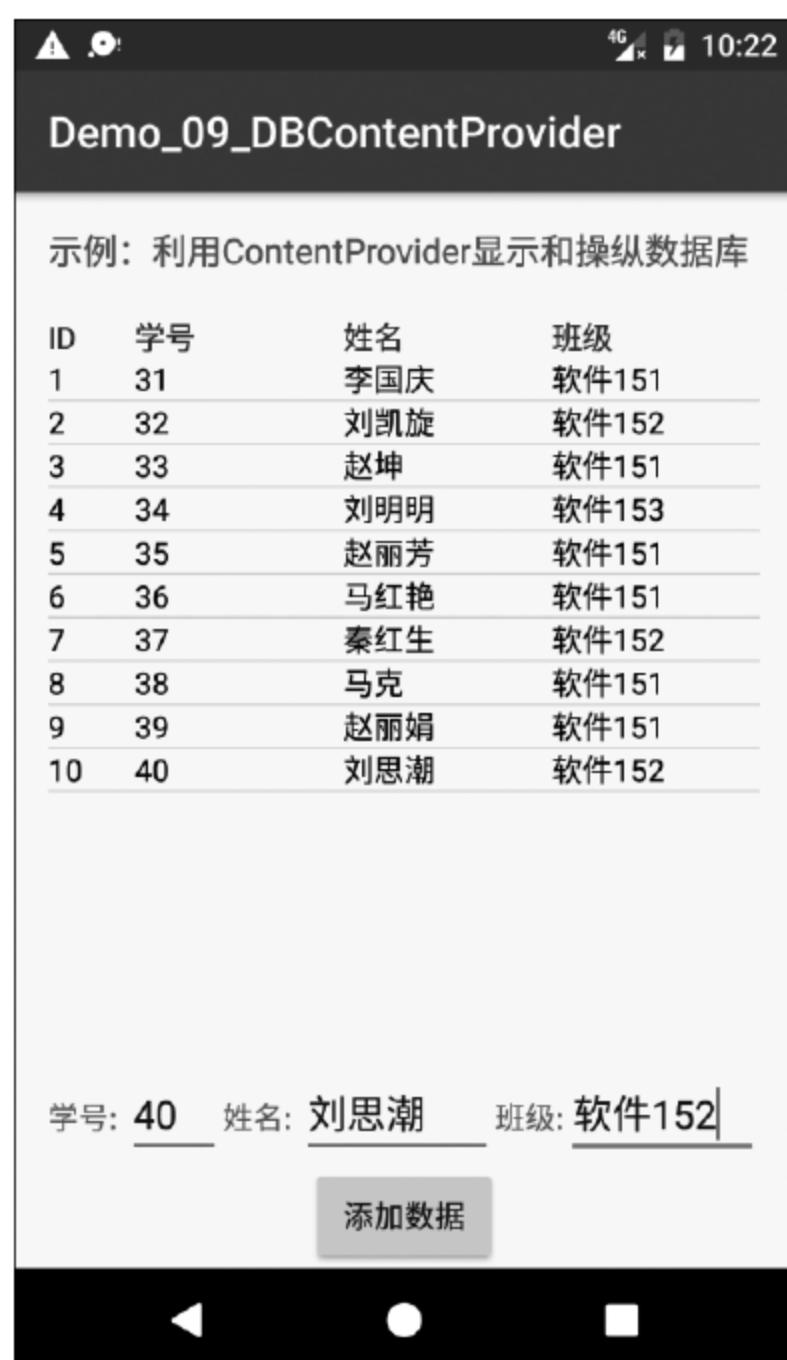 4G 10:22
Demo_09_DBContentProvider
示例：利用ContentProvider显示和操纵数据库
ID 学号 姓名 班级
1 31 李国庆 软件151
2 32 刘凯旋 软件152
3 33 赵坤 软件151
4 34 刘明明 软件153
5 35 赵丽芳 软件151
6 36 马红艳 软件151
7 37 秦红生 软件152
8 38 马克 软件151
9 39 赵丽娟 软件151
10 40 刘思潮 软件152
学号: 40 姓名: 刘思潮 班级: 软件152
添加数据